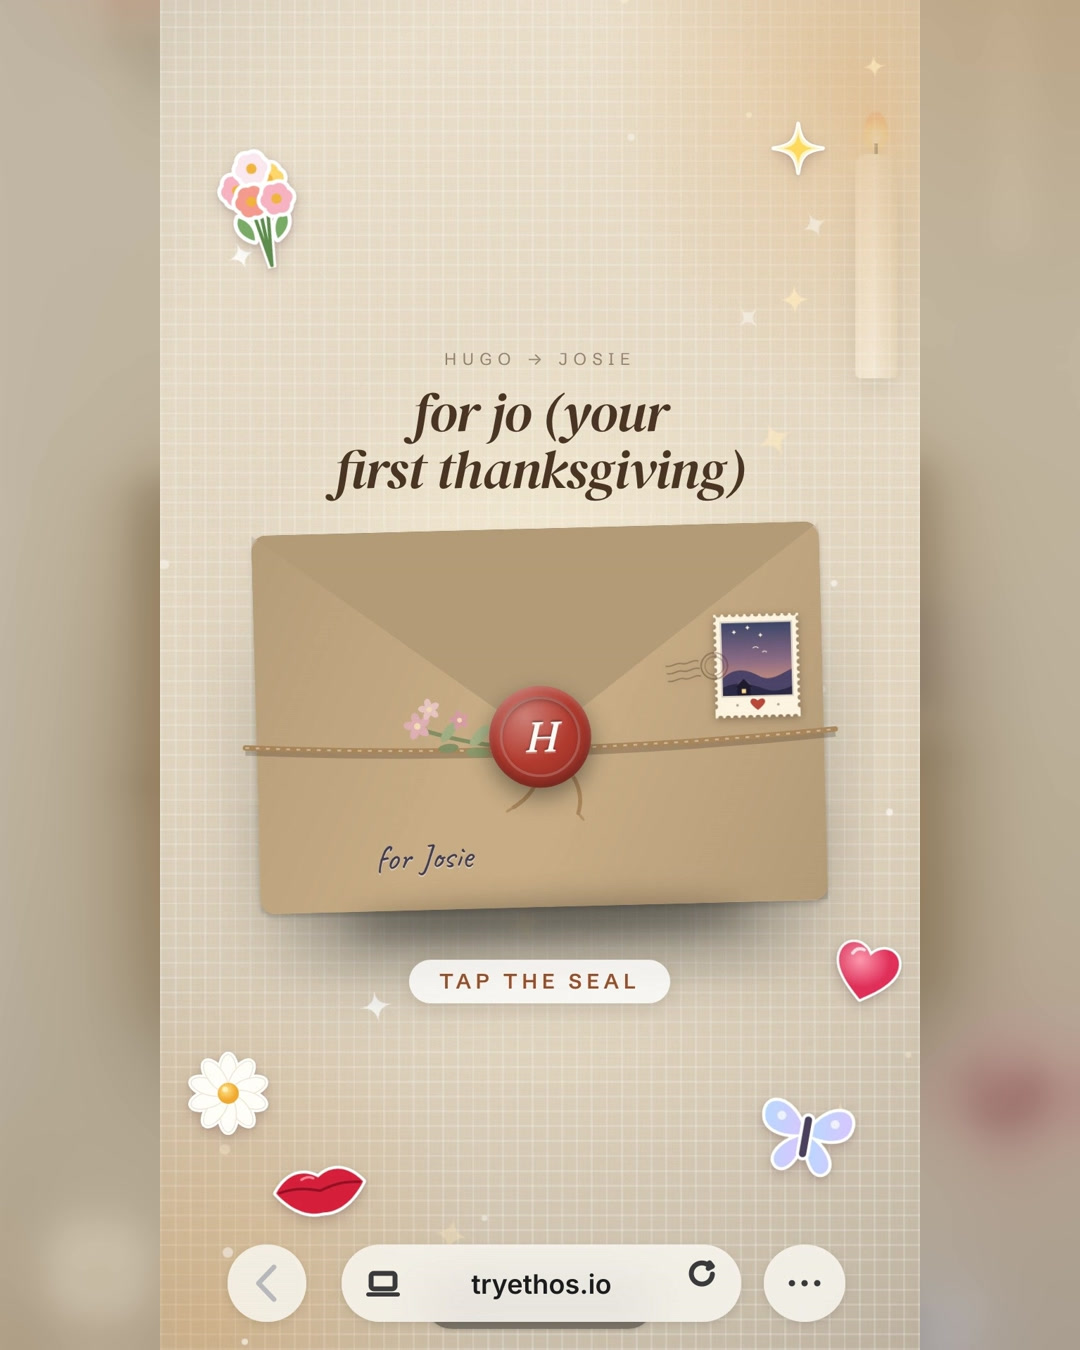 HUGO → JOSIE
for jo (your
first thanksgiving)
H
for Josie
TAP THE SEAL
tryethos.io